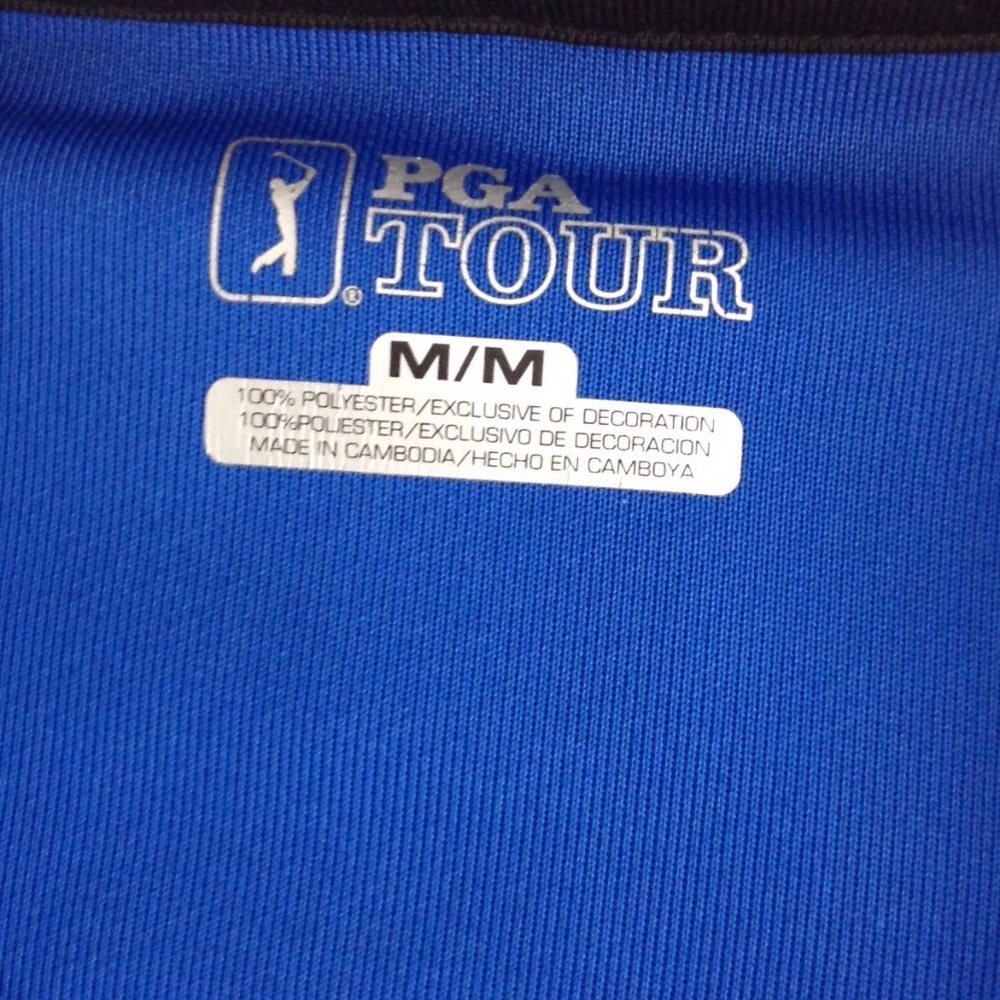 PGA
TOUR
®
M/M
100% POLYESTER/EXCLUSIVE OF DECORATION
100%POLIESTER/EXCLUSIVO DE DECORACION
MADE IN CAMBODIA/HECHO EN CAMBOYA